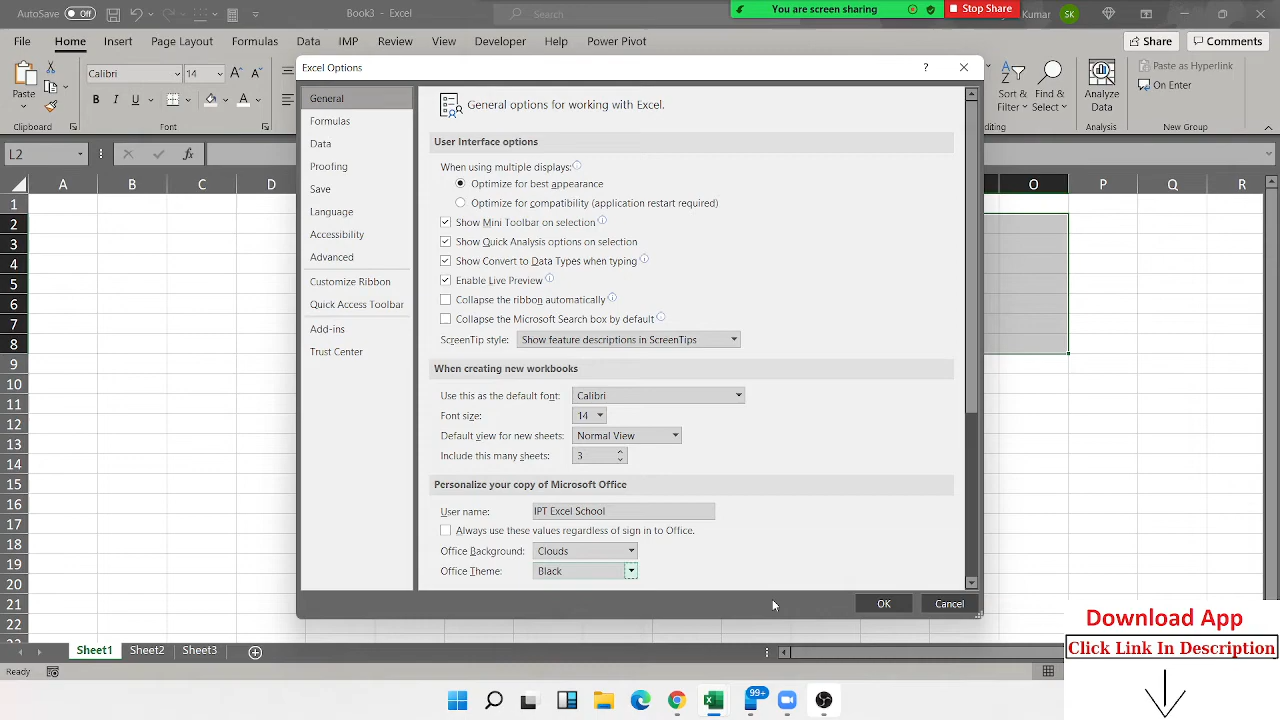 AutoSave Off
Book3 - Excel
Search
You are screen sharing
Stop Share
Kumar SK
File Home Insert Page Layout Formulas Data IMP Review View Developer Help Power Pivot
Share Comments
Paste
Calibri 14
B I U
Clipboard
Font
Sort & Filter
Find & Select
Analyze Data
Paste as Hyperlink
On Enter
diting
Analysis
New Group
L2
fx
A B C D O P Q R
1
2
3
4
5
6
7
8
9
10
11
12
13
14
15
16
17
18
19
20
21
22
Excel Options
?
General
Formulas
Data
Proofing
Save
Language
Accessibility
Advanced
Customize Ribbon
Quick Access Toolbar
Add-ins
Trust Center
General options for working with Excel.
User Interface options
When using multiple displays:
Optimize for best appearance
Optimize for compatibility (application restart required)
Show Mini Toolbar on selection
Show Quick Analysis options on selection
Show Convert to Data Types when typing
Enable Live Preview
Collapse the ribbon automatically
Collapse the Microsoft Search box by default
ScreenTip style: Show feature descriptions in ScreenTips
When creating new workbooks
Use this as the default font: Calibri
Font size: 14
Default view for new sheets: Normal View
Include this many sheets: 3
Personalize your copy of Microsoft Office
User name: IPT Excel School
Always use these values regardless of sign in to Office.
Office Background: Clouds
Office Theme: Black
OK Cancel
Sheet1 Sheet2 Sheet3
Ready
Download App
Click Link In Description
99+